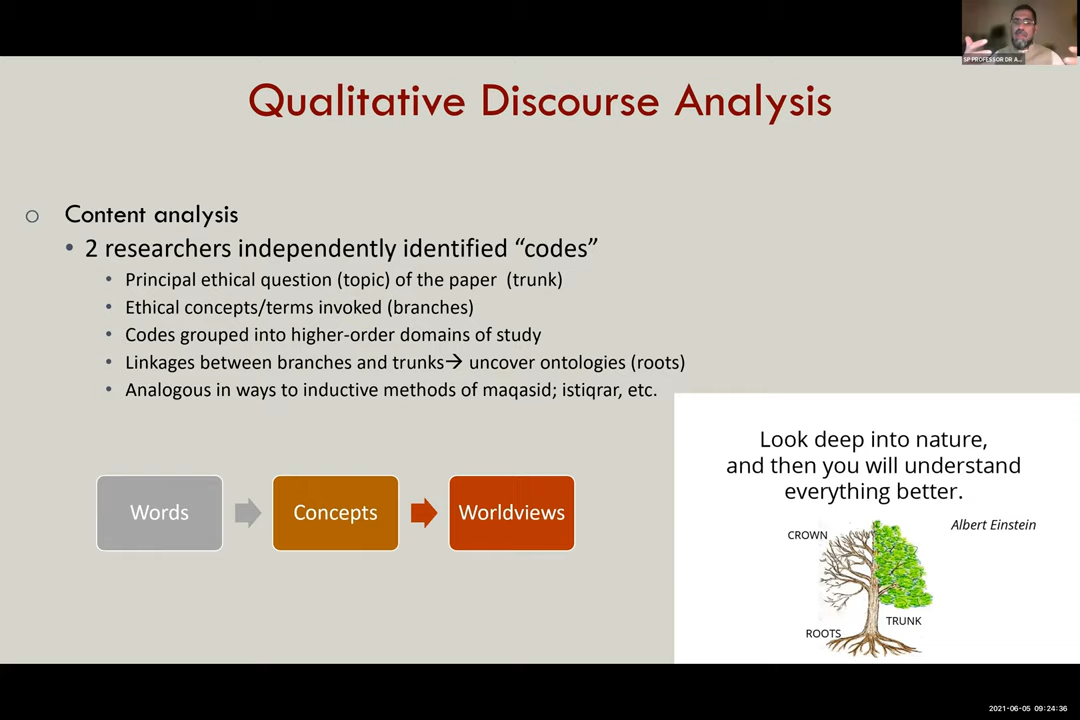 SP PROFESSOR DR A...
Qualitative Discourse Analysis
Content analysis
2 researchers independently identified “codes”
Principal ethical question (topic) of the paper (trunk)
Ethical concepts/terms invoked (branches)
Codes grouped into higher-order domains of study
Linkages between branches and trunks→ uncover ontologies (roots)
Analogous in ways to inductive methods of maqasid; istiqrar, etc.
Words
Concepts
Worldviews
Look deep into nature,
and then you will understand
everything better.
Albert Einstein
CROWN
TRUNK
ROOTS
2021-06-05 09:24:36